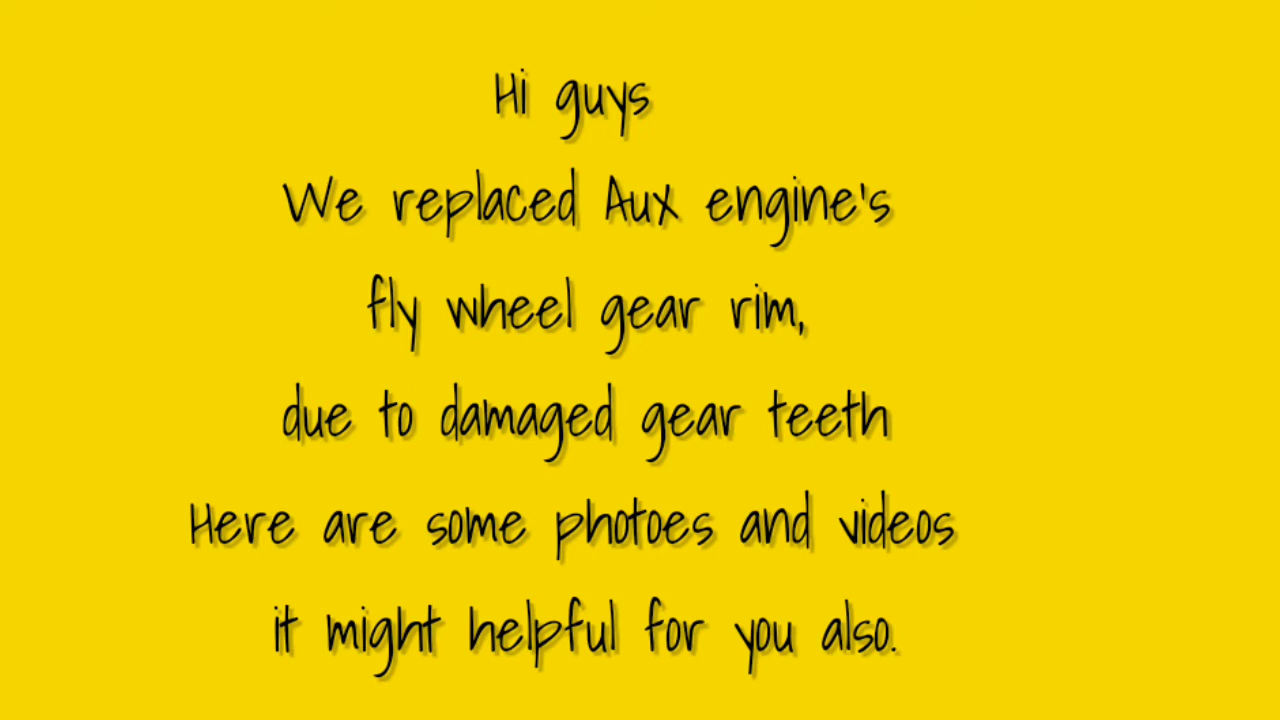 Hi guys
We replaced Aux engine's
fly wheel gear rim,
due to damaged gear teeth
Here are some photoes and videos
it might helpful for you also.